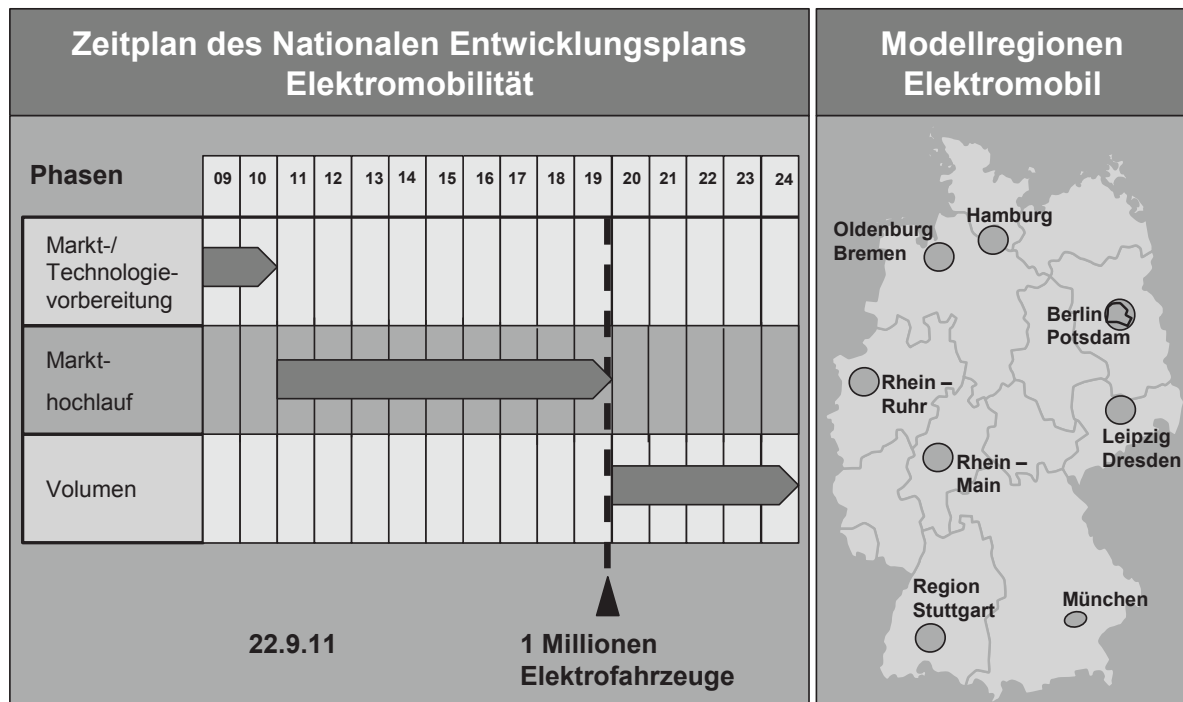 Zeitplan des Nationalen Entwicklungsplans
Elektromobilität
Phasen
09 10 11 12 13 14 15 16 17 18 19 20 21 22 23 24
Markt-/
Technologie-
vorbereitung
Markt-
hochlauf
Volumen
22.9.11
1 Millionen
Elektrofahrzeuge
Modellregionen
Elektromobil
Hamburg
Oldenburg
Bremen
Berlin
Potsdam
Rhein –
Ruhr
Leipzig
Dresden
Rhein –
Main
Region
Stuttgart
München